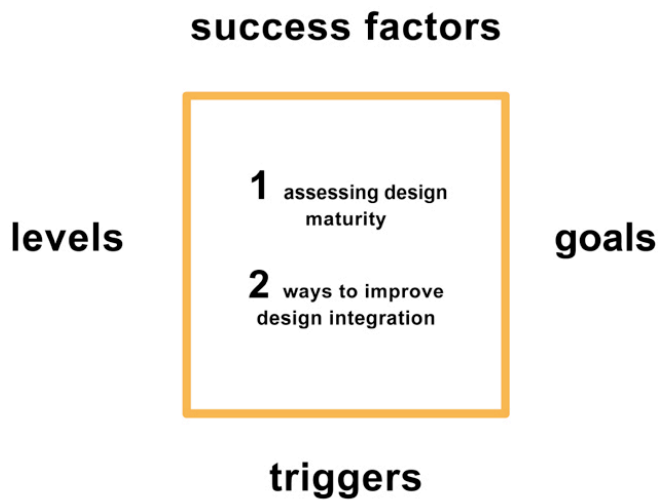 success factors
1 assessing design
maturity
levels
goals
2 ways to improve
design integration
triggers